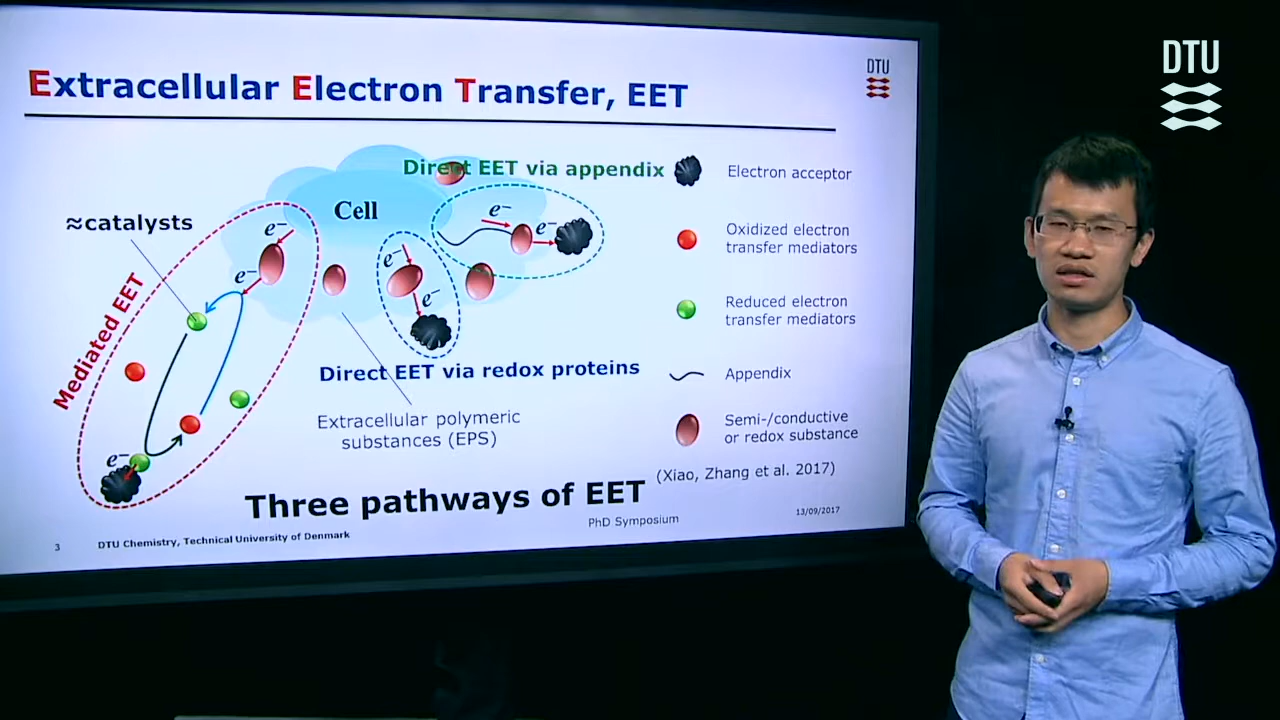 Extracellular Electron Transfer, EET
DTU
DTU
Direct EET via appendix
Electron acceptor
Cell
e⁻
e⁻
≈catalysts
e⁻
e⁻
e⁻
e⁻
Oxidized electron
transfer mediators
Mediated EET
Reduced electron
transfer mediators
Direct EET via redox proteins
Appendix
Extracellular polymeric
substances (EPS)
Semi-/conductive
or redox substance
e⁻
(Xiao, Zhang et al. 2017)
Three pathways of EET
PhD Symposium
13/09/2017
3
DTU Chemistry, Technical University of Denmark